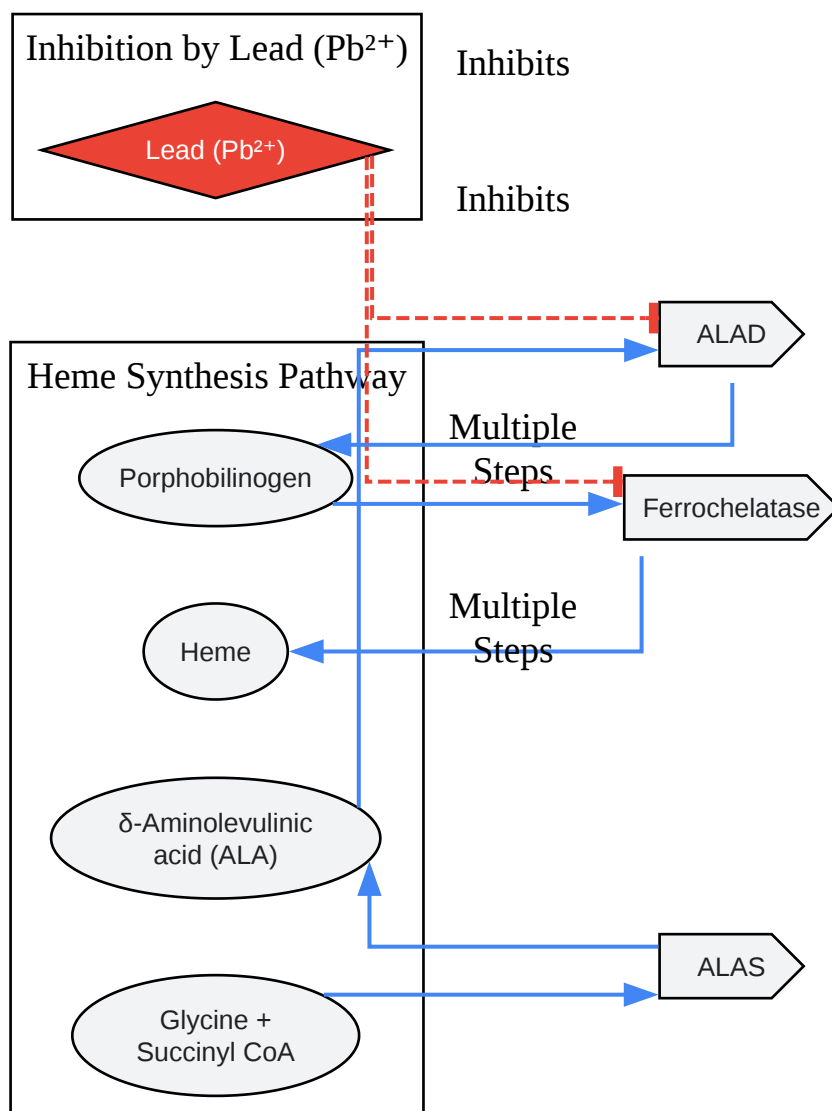 Inhibition by Lead (Pb²⁺)
Inhibits
Lead (Pb²⁺)
Inhibits
ALAD
Heme Synthesis Pathway
Multiple
Steps
Porphobilinogen
Ferrochelatase
Multiple
Steps
Heme
δ-Aminolevulinic
acid (ALA)
ALAS
Glycine +
Succinyl CoA